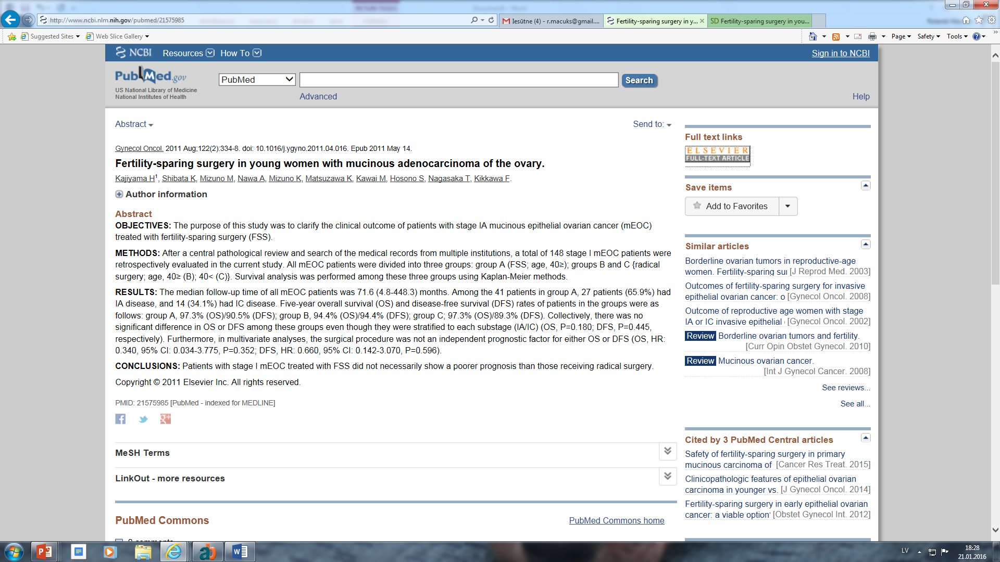 http://www.ncbi.nlm.nih.gov/pubmed/21575985
Iesūtne (4) - r.macuks@gmail....
Fertility-sparing surgery in y...
SD Fertility-sparing surgery in you...
Suggested Sites
Web Slice Gallery
Page
Safety
Tools
NCBI
Resources
How To
Sign in to NCBI
PubMed.gov
US National Library of Medicine
National Institutes of Health
PubMed
Search
Advanced
Help
Abstract
Send to:
Gynecol Oncol. 2011 Aug;122(2):334-8. doi: 10.1016/j.ygyno.2011.04.016. Epub 2011 May 14.
Fertility-sparing surgery in young women with mucinous adenocarcinoma of the ovary.
Kajiyama H1, Shibata K, Mizuno M, Nawa A, Mizuno K, Matsuzawa K, Kawai M, Hosono S, Nagasaka T, Kikkawa F.
Author information
Abstract
OBJECTIVES: The purpose of this study was to clarify the clinical outcome of patients with stage IA mucinous epithelial ovarian cancer (mEOC)
treated with fertility-sparing surgery (FSS).
METHODS: After a central pathological review and search of the medical records from multiple institutions, a total of 148 stage I mEOC patients were
retrospectively evaluated in the current study. All mEOC patients were divided into three groups: group A (FSS; age, 40≥); groups B and C {radical
surgery; age, 40≥ (B); 40< (C)}. Survival analysis was performed among these three groups using Kaplan-Meier methods.
RESULTS: The median follow-up time of all mEOC patients was 71.6 (4.8-448.3) months. Among the 41 patients in group A, 27 patients (65.9%) had
IA disease, and 14 (34.1%) had IC disease. Five-year overall survival (OS) and disease-free survival (DFS) rates of patients in the groups were as
follows: group A, 97.3% (OS)/90.5% (DFS); group B, 94.4% (OS)/94.4% (DFS); group C; 97.3% (OS)/89.3% (DFS). Collectively, there was no
significant difference in OS or DFS among these groups even though they were stratified to each substage (IA/IC) (OS, P=0.180; DFS, P=0.445,
respectively). Furthermore, in multivariate analyses, the surgical procedure was not an independent prognostic factor for either OS or DFS (OS, HR:
0.340, 95% CI: 0.034-3.775, P=0.352; DFS, HR: 0.660, 95% CI: 0.142-3.070, P=0.596).
CONCLUSIONS: Patients with stage I mEOC treated with FSS did not necessarily show a poorer prognosis than those receiving radical surgery.
Copyright © 2011 Elsevier Inc. All rights reserved.
PMID: 21575985 [PubMed - indexed for MEDLINE]
MeSH Terms
LinkOut - more resources
PubMed Commons
PubMed Commons home
0 comments
Full text links
ELSEVIER
FULL-TEXT ARTICLE
Save items
Add to Favorites
Similar articles
Borderline ovarian tumors in reproductive-age
women. Fertility-sparing sur [J Reprod Med. 2003]
Outcomes of fertility-sparing surgery for invasive
epithelial ovarian cancer: o [Gynecol Oncol. 2008]
Outcome of reproductive age women with stage
IA or IC invasive epithelial [Gynecol Oncol. 2002]
Review Borderline ovarian tumors and fertility.
[Curr Opin Obstet Gynecol. 2010]
Review Mucinous ovarian cancer.
[Int J Gynecol Cancer. 2008]
See reviews...
See all...
Cited by 3 PubMed Central articles
Safety of fertility-sparing surgery in primary
mucinous carcinoma of [Cancer Res Treat. 2015]
Clinicopathologic features of epithelial ovarian
carcinoma in younger vs. [J Gynecol Oncol. 2014]
Fertility-sparing surgery in early epithelial ovarian
cancer: a viable option [Obstet Gynecol Int. 2012]
LV
18:28
21.01.2016